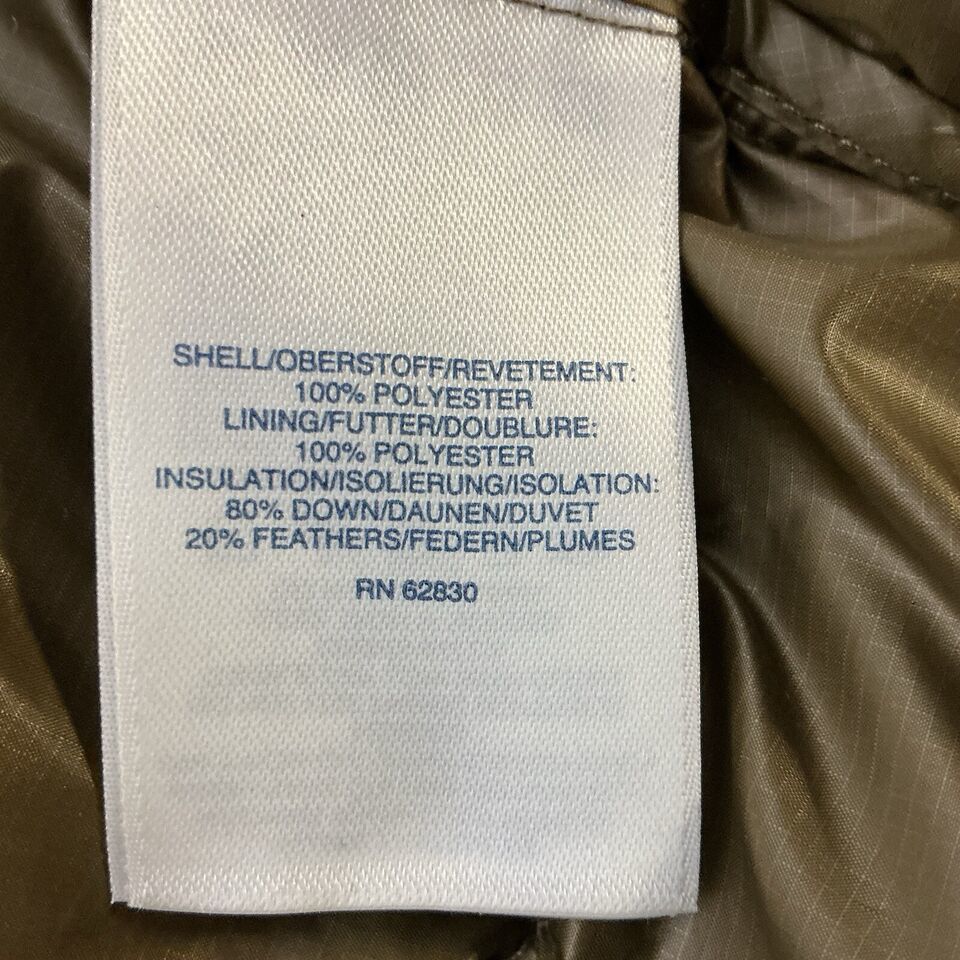 SHELL/OBERSTOFF/REVETEMENT:
100% POLYESTER
LINING/FUTTER/DOUBLURE:
100% POLYESTER
INSULATION/ISOLIERUNG/ISOLATION:
80% DOWN/DAUNEN/DUVET
20% FEATHERS/FEDERN/PLUMES
RN 62830